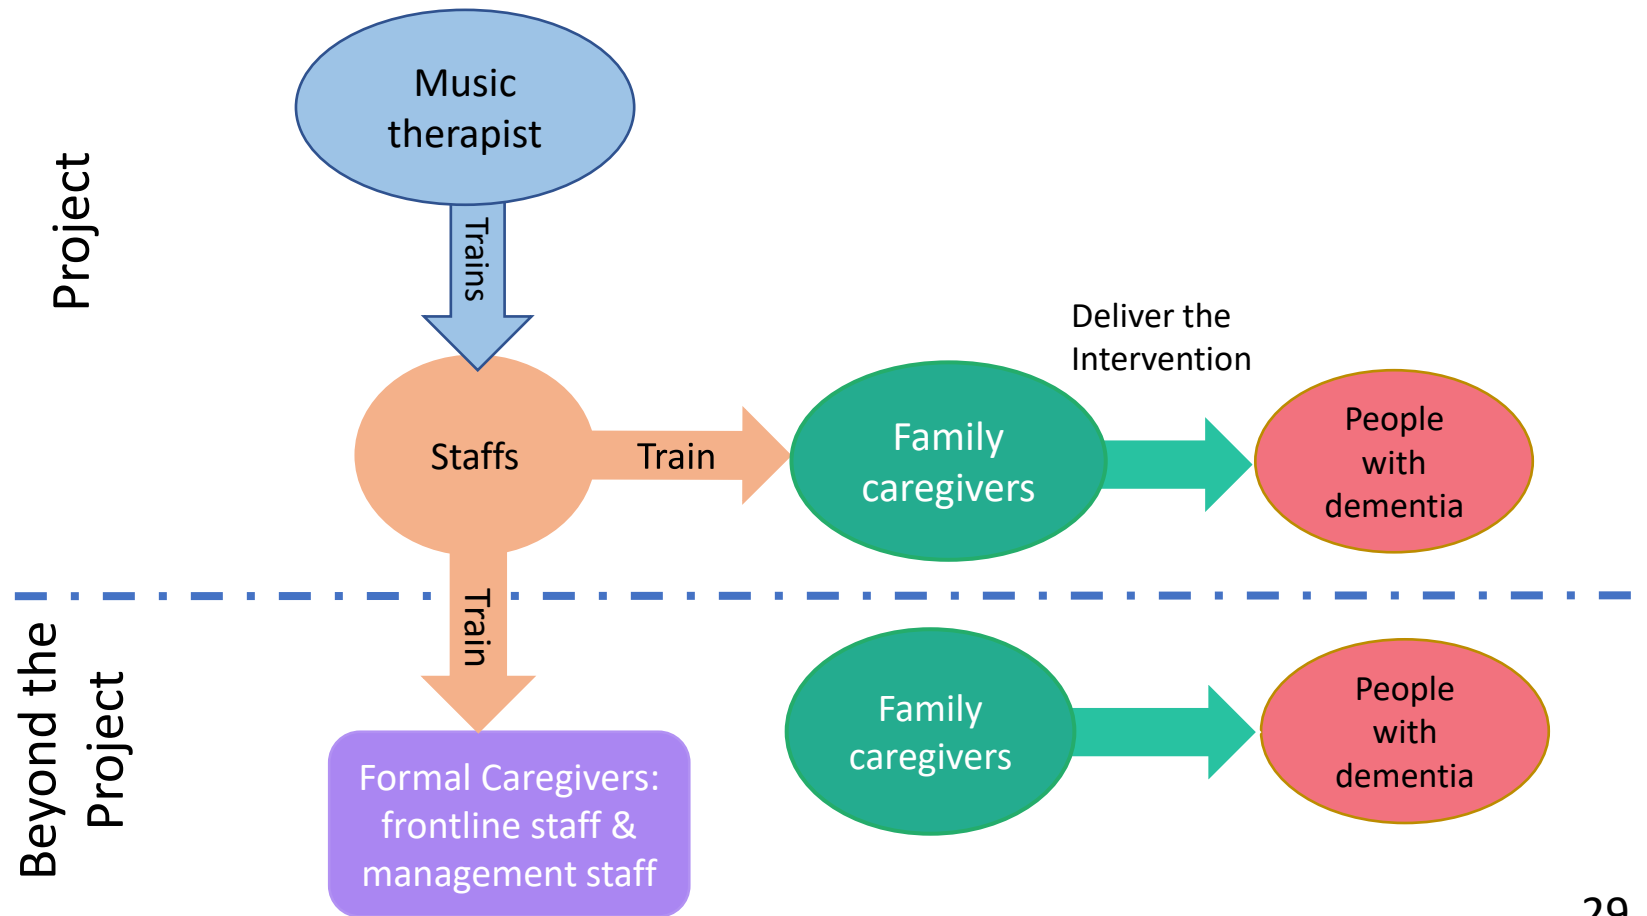 Project
Music
therapist
Trains
Staffs
Train
Family
caregivers
Deliver the
Intervention
People
with
dementia
Train
Beyond the
Project
Formal Caregivers:
frontline staff &
management staff
Family
caregivers
People
with
dementia
29